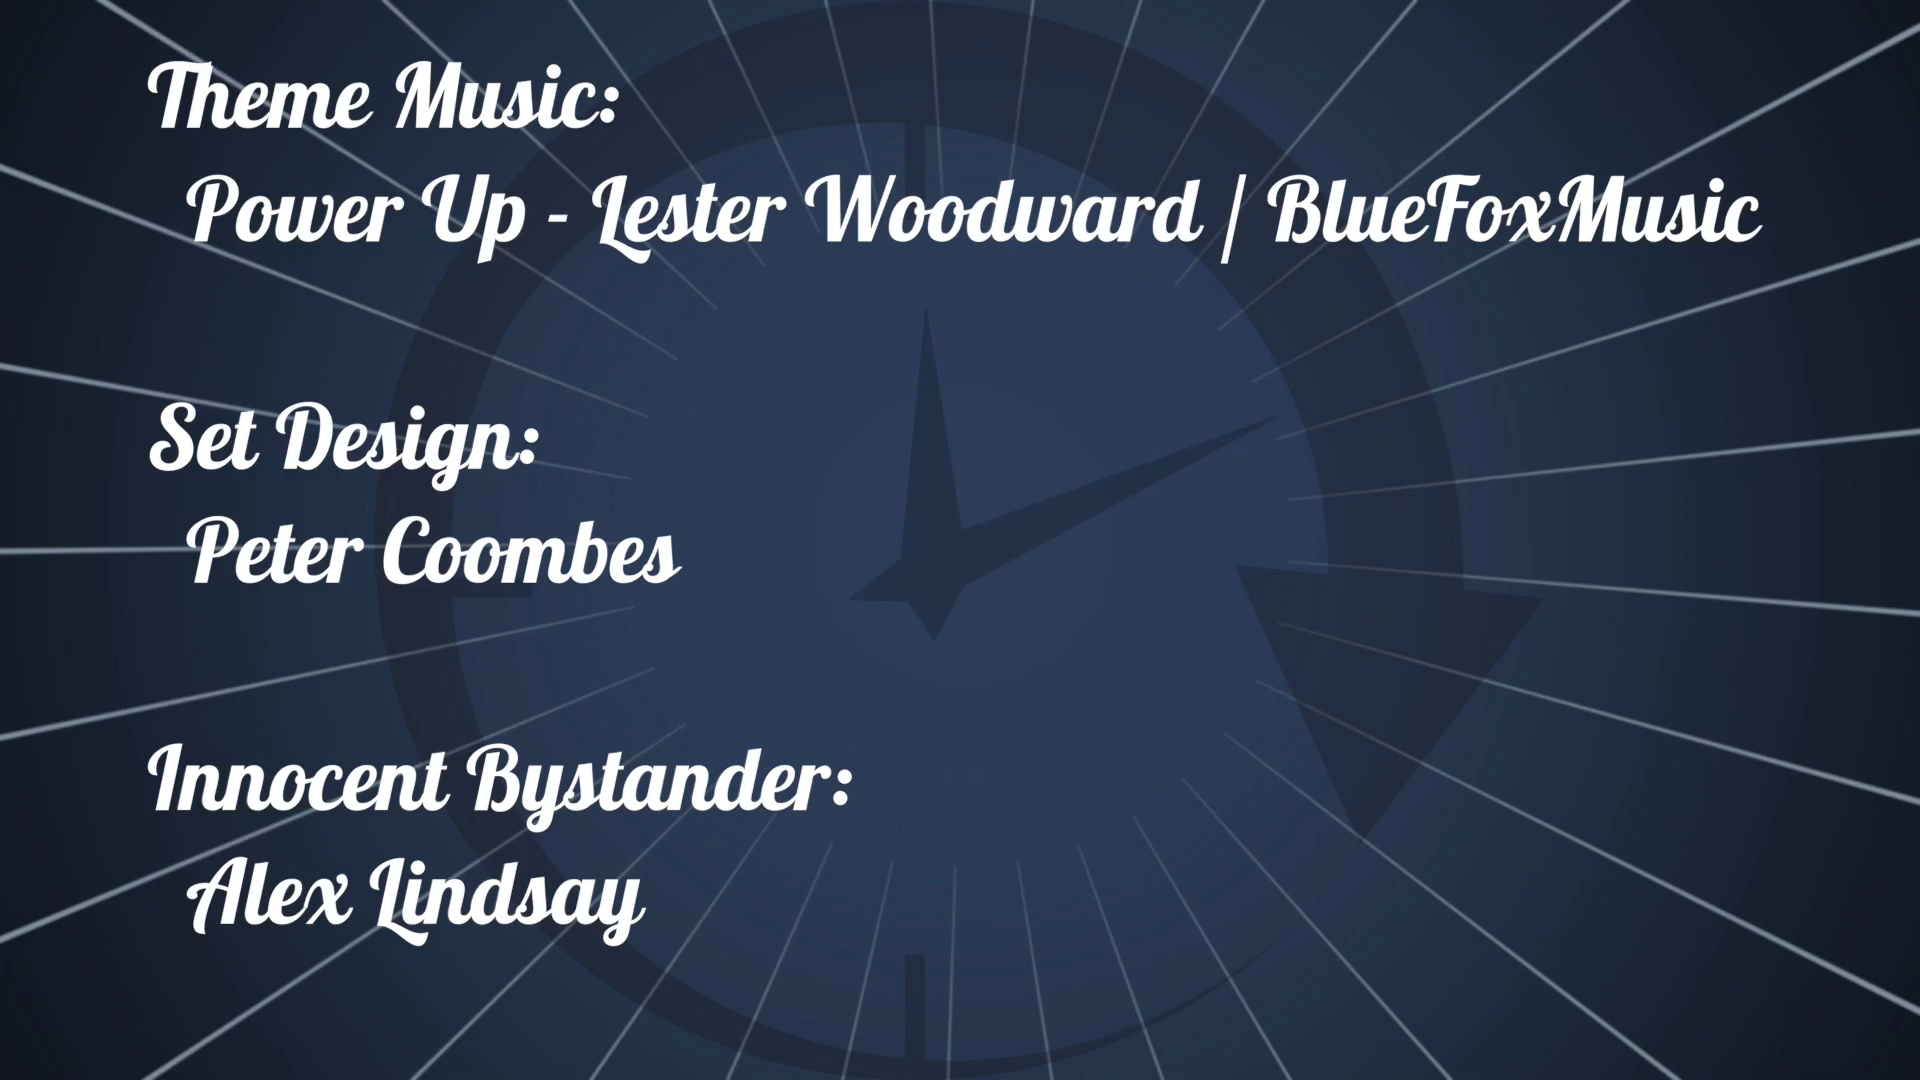 Theme Music:
Power Up - Lester Woodward / BlueFoxMusic
Set Design:
Peter Coombes
Innocent Bystander:
Alex Lindsay